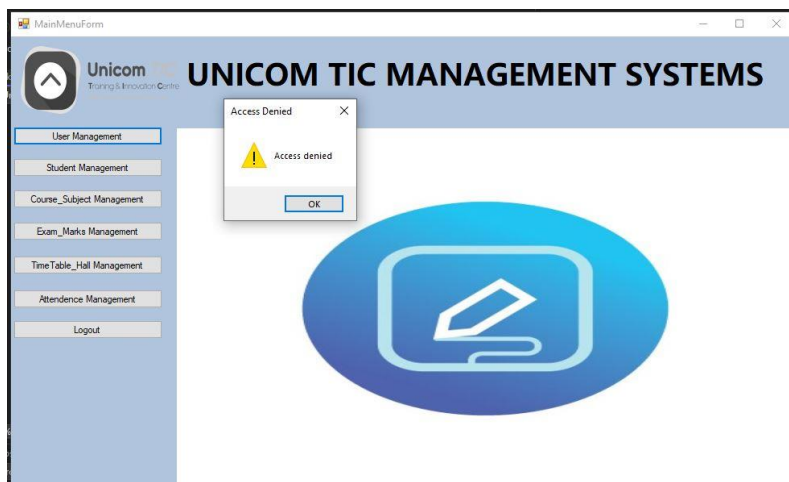 MainMenuForm
Unicom
Traning & Innovation Centre
UNICOM TIC MANAGEMENT SYSTEMS
Access Denied
Access denied
OK
User Management
Student Management
Course_Subject Management
Exam_Marks Management
TimeTable_Hall Management
Attendence Management
Logout